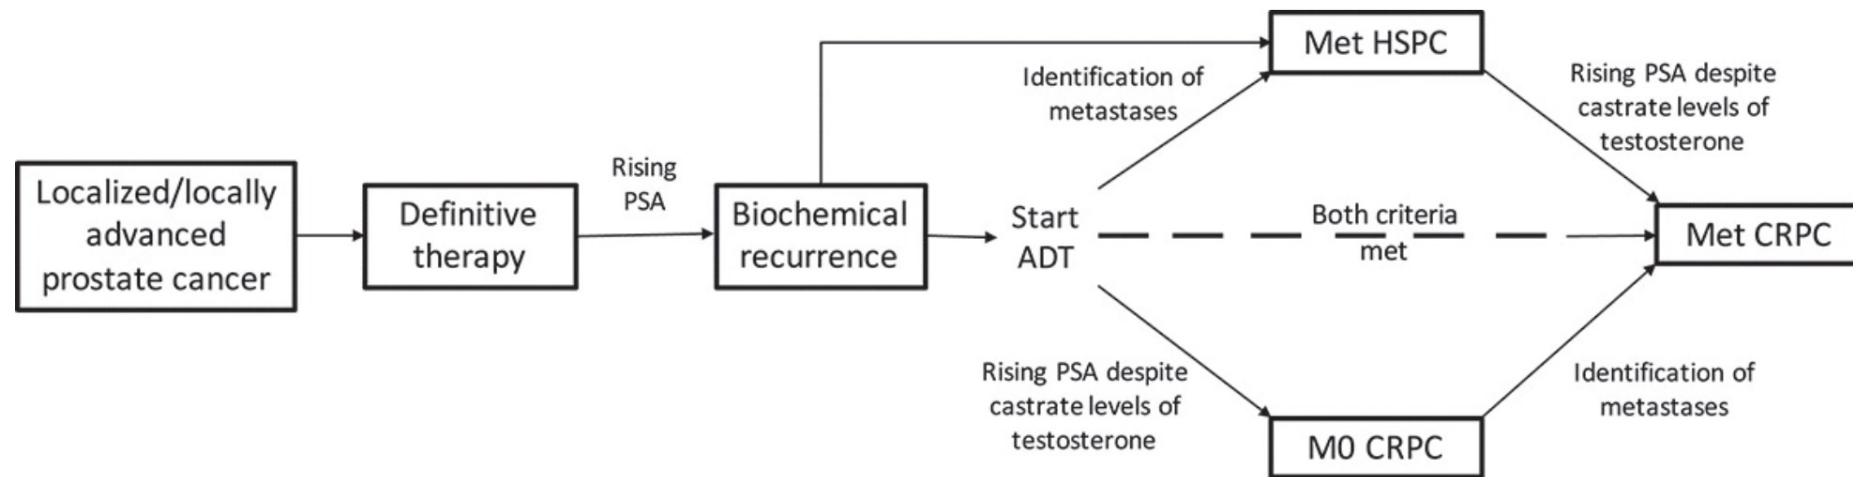 Localized/locally
advanced
prostate cancer
Definitive
therapy
Rising
PSA
Biochemical
recurrence
Start
ADT
Identification of
metastases
Met HSPC
Rising PSA despite
castrate levels of
testosterone
Both criteria
met
Met CRPC
Rising PSA despite
castrate levels of
testosterone
M0 CRPC
Identification of
metastases